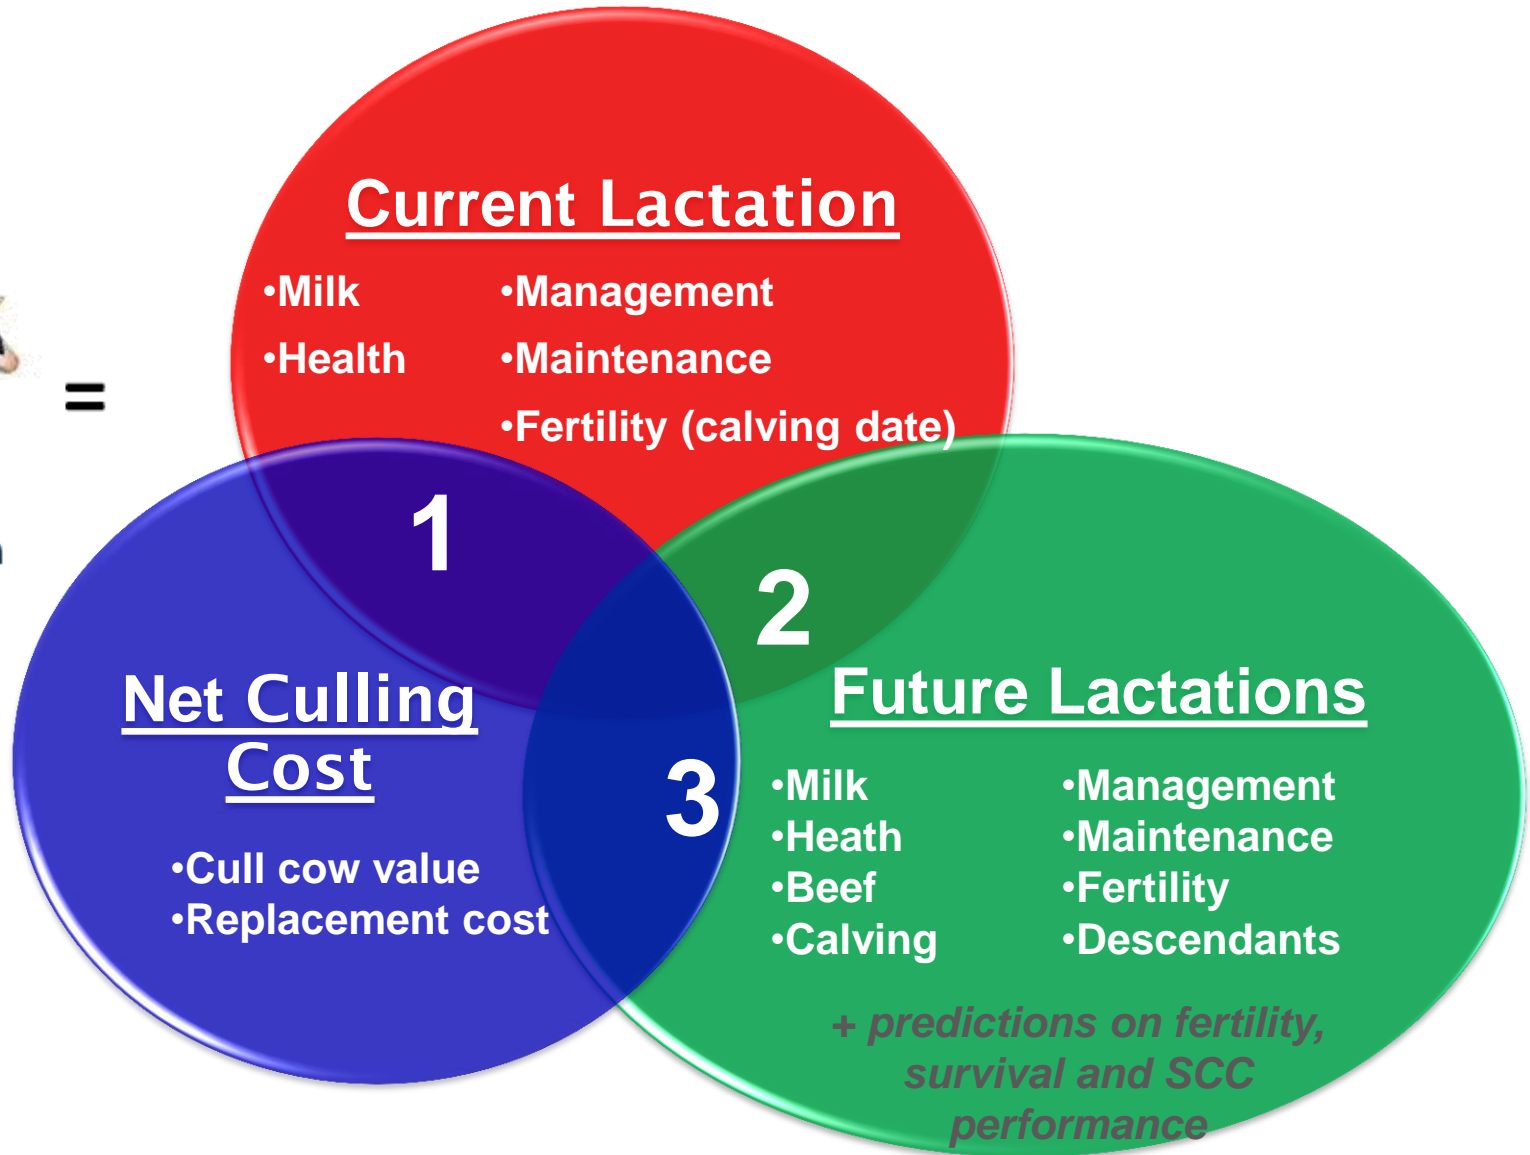 Current Lactation
•Milk
•Health
•Management
•Maintenance
•Fertility (calving date)
=
1
2
3
Net Culling
Cost
•Cull cow value
•Replacement cost
Future Lactations
•Milk
•Heath
•Beef
•Calving
•Management
•Maintenance
•Fertility
•Descendants
+ predictions on fertility,
survival and SCC
performance